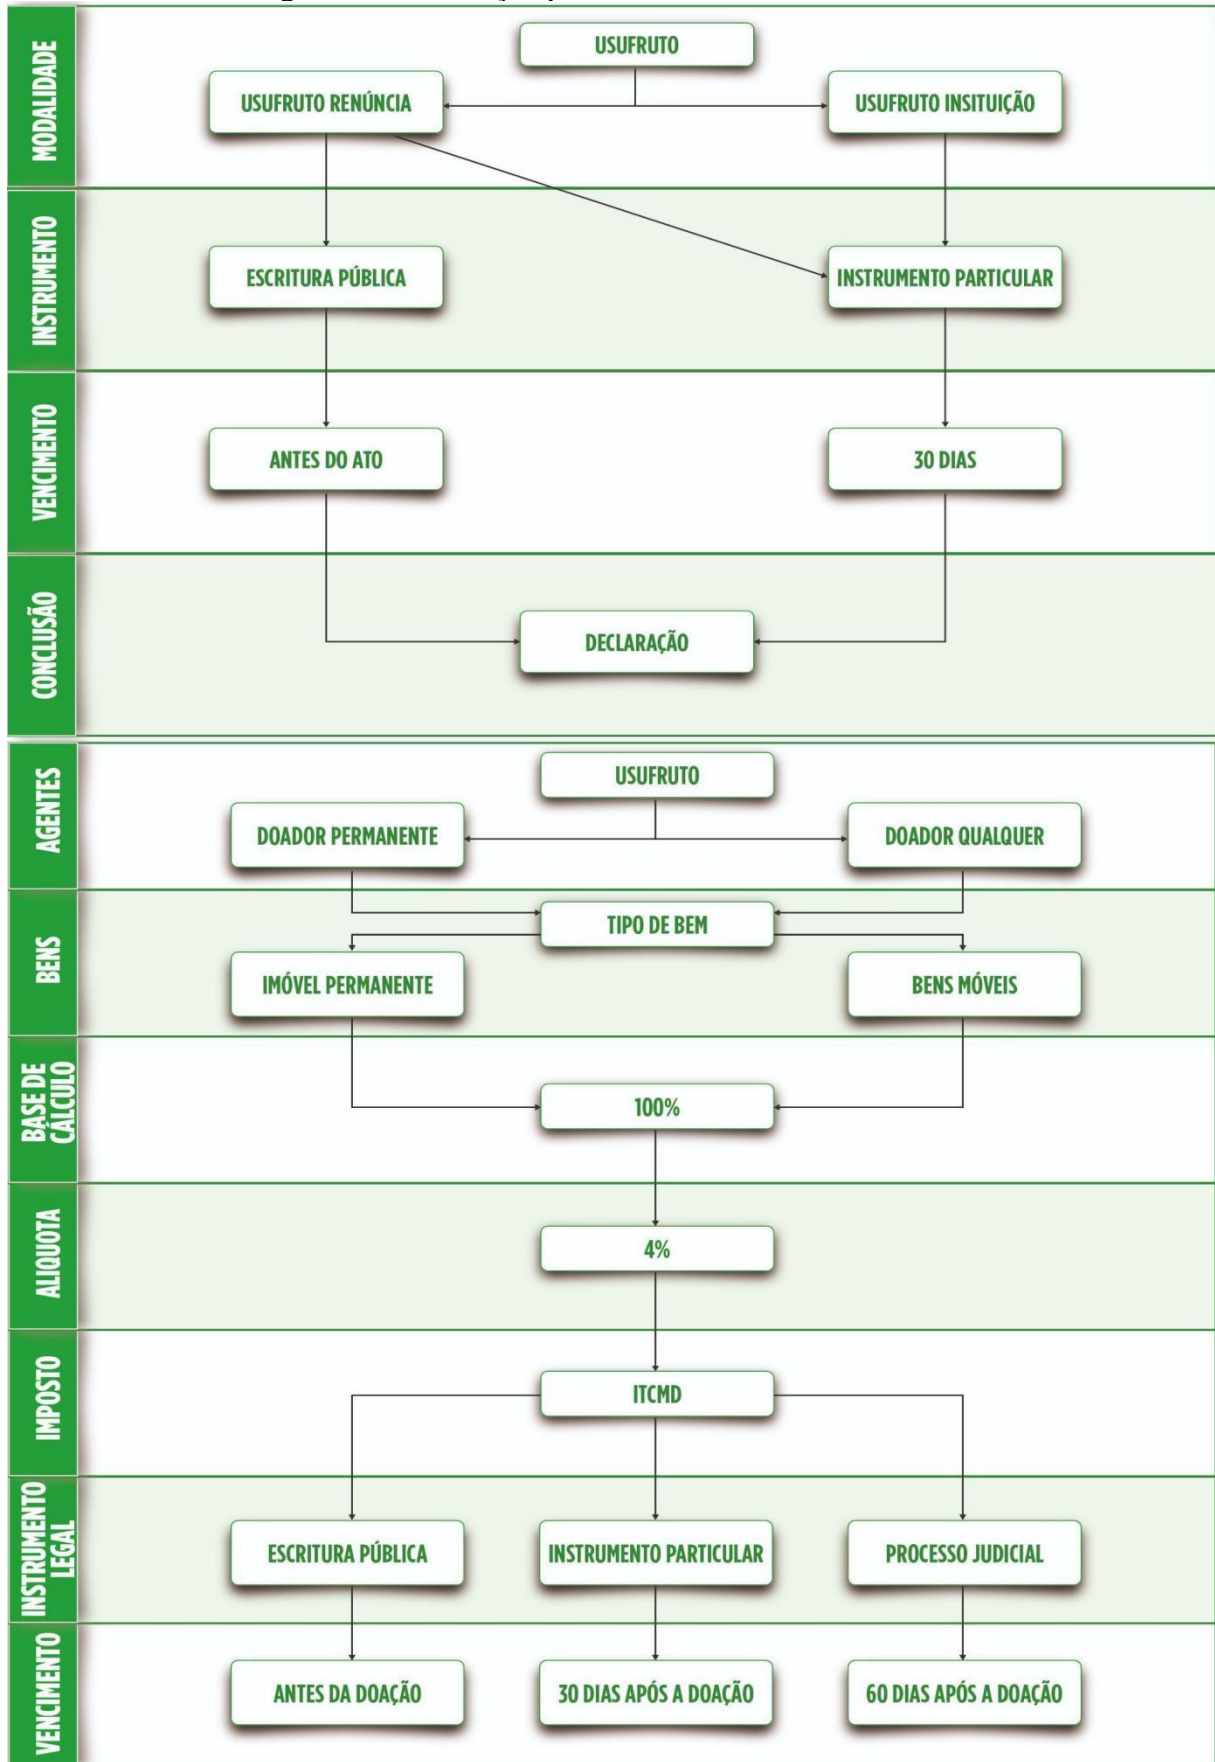 MODALIDADE
USUFRUTO
USUFRUTO RENÚNCIA
USUFRUTO INSITUIÇÃO
INSTRUMENTO
ESCRITURA PÚBLICA
INSTRUMENTO PARTICULAR
VENCIMENTO
ANTES DO ATO
30 DIAS
CONCLUSÃO
DECLARAÇÃO
AGENTES
USUFRUTO
DOADOR PERMANENTE
DOADOR QUALQUER
BENS
TIPO DE BEM
IMÓVEL PERMANENTE
BENS MÓVEIS
BASE DE
CÁLCULO
100%
ALIQUOTA
4%
IMPOSTO
ITCMD
INSTRUMENTO
LEGAL
ESCRITURA PÚBLICA
INSTRUMENTO PARTICULAR
PROCESSO JUDICIAL
VENCIMENTO
ANTES DA DOAÇÃO
30 DIAS APÓS A DOAÇÃO
60 DIAS APÓS A DOAÇÃO